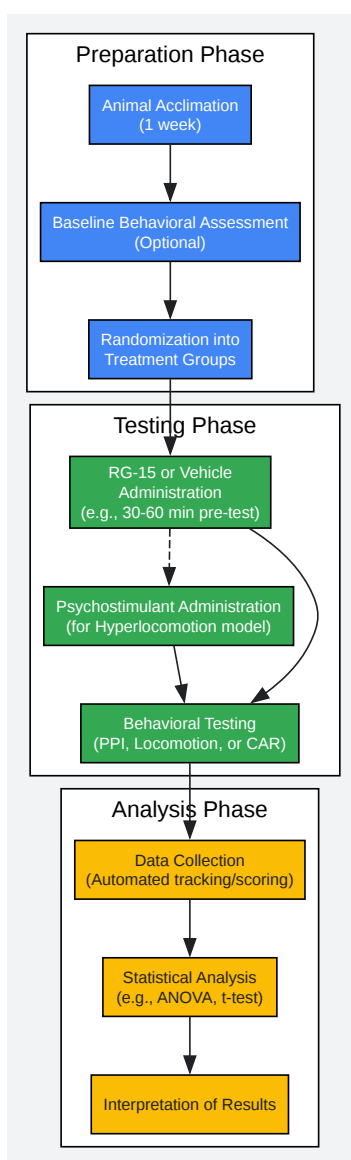 Preparation Phase
Animal Acclimation
(1 week)
Baseline Behavioral Assessment
(Optional)
Randomization into
Treatment Groups
Testing Phase
RG-15 or Vehicle
Administration
(e.g., 30-60 min pre-test)
Psychostimulant Administration
(for Hyperlocomotion model)
Behavioral Testing
(PPI, Locomotion, or CAR)
Analysis Phase
Data Collection
(Automated tracking/scoring)
Statistical Analysis
(e.g., ANOVA, t-test)
Interpretation of Results